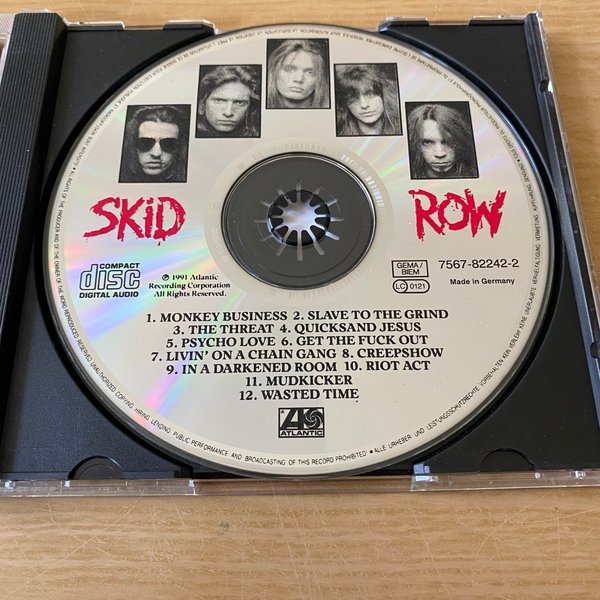 SKiD
ROW
COMPACT
disc
DIGITAL AUDIO
℗ 1991 Atlantic
Recording Corporation
All Rights Reserved.
GEMA/
BIEM
LC 0121
7567-82242-2
Made in Germany
1. MONKEY BUSINESS 2. SLAVE TO THE GRIND
3. THE THREAT 4. QUICKSAND JESUS
5. PSYCHO LOVE 6. GET THE FUCK OUT
7. LIVIN' ON A CHAIN GANG 8. CREEPSHOW
9. IN A DARKENED ROOM 10. RIOT ACT
11. MUDKICKER
12. WASTED TIME
ATLANTIC
UNAUTHORIZED COPYING, HIRING, LENDING, PUBLIC PERFORMANCE AND BROADCASTING OF THIS RECORD PROHIBITED • ALLE URHEBER- UND LEISTUNGSSCHUTZRECHTE VORBEHALTEN